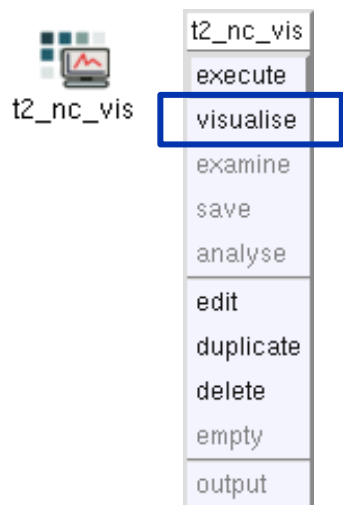 t2_nc_vis
t2_nc_vis
execute
visualise
examine
save
analyse
edit
duplicate
delete
empty
output